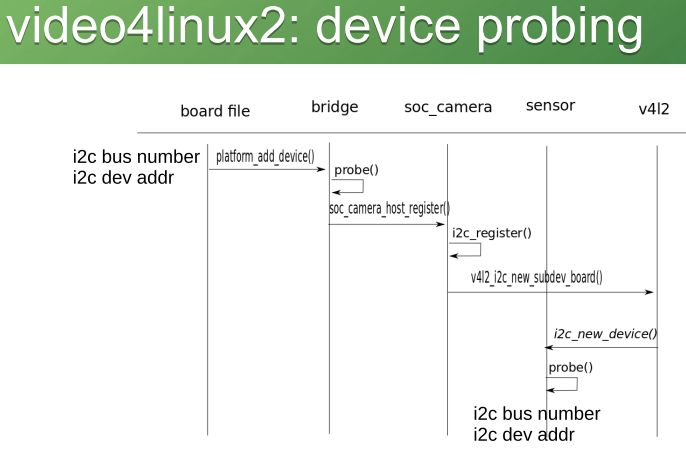 video4linux2: device probing
board file
bridge
soc_camera
sensor
v4l2
i2c bus number
i2c dev addr
platform_add_device()
probe()
soc_camera_host_register()
i2c_register()
v4l2_i2c_new_subdev_board()
i2c_new_device()
probe()
i2c bus number
i2c dev addr